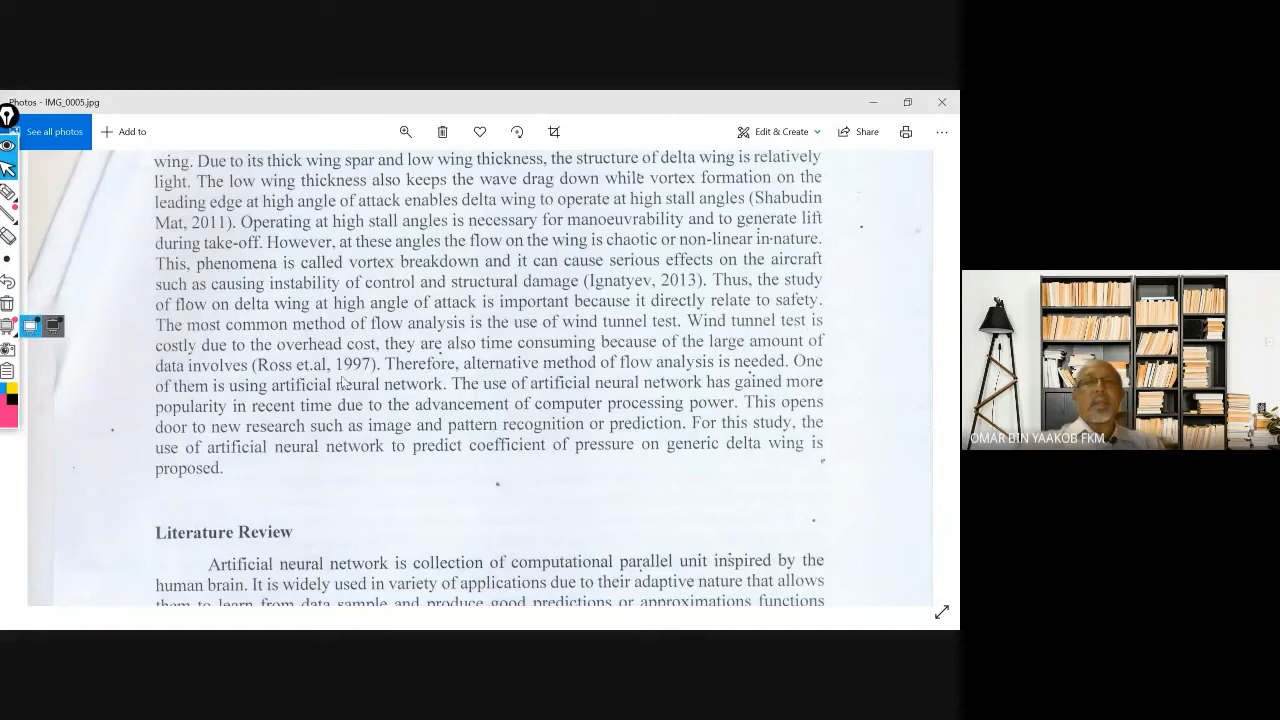 Photos - IMG_0005.jpg
See all photos
Add to
Edit & Create
Share
wing. Due to its thick wing spar and low wing thickness, the structure of delta wing is relatively
light. The low wing thickness also keeps the wave drag down while vortex formation on the
leading edge at high angle of attack enables delta wing to operate at high stall angles (Shabudin
Mat, 2011). Operating at high stall angles is necessary for manoeuvrability and to generate lift
during take-off. However, at these angles the flow on the wing is chaotic or non-linear in nature.
This, phenomena is called vortex breakdown and it can cause serious effects on the aircraft
such as causing instability of control and structural damage (Ignatyev, 2013). Thus, the study
of flow on delta wing at high angle of attack is important because it directly relate to safety.
The most common method of flow analysis is the use of wind tunnel test. Wind tunnel test is
costly due to the overhead cost, they are also time consuming because of the large amount of
data involves (Ross et.al, 1997). Therefore, alternative method of flow analysis is needed. One
of them is using artificial neural network. The use of artificial neural network has gained more
popularity in recent time due to the advancement of computer processing power. This opens
door to new research such as image and pattern recognition or prediction. For this study, the
use of artificial neural network to predict coefficient of pressure on generic delta wing is
proposed.
Literature Review
Artificial neural network is collection of computational parallel unit inspired by the
human brain. It is widely used in variety of applications due to their adaptive nature that allows
them to learn from data sample and produce good predictions or approximations functions
OMAR BIN YAAKOB FKM